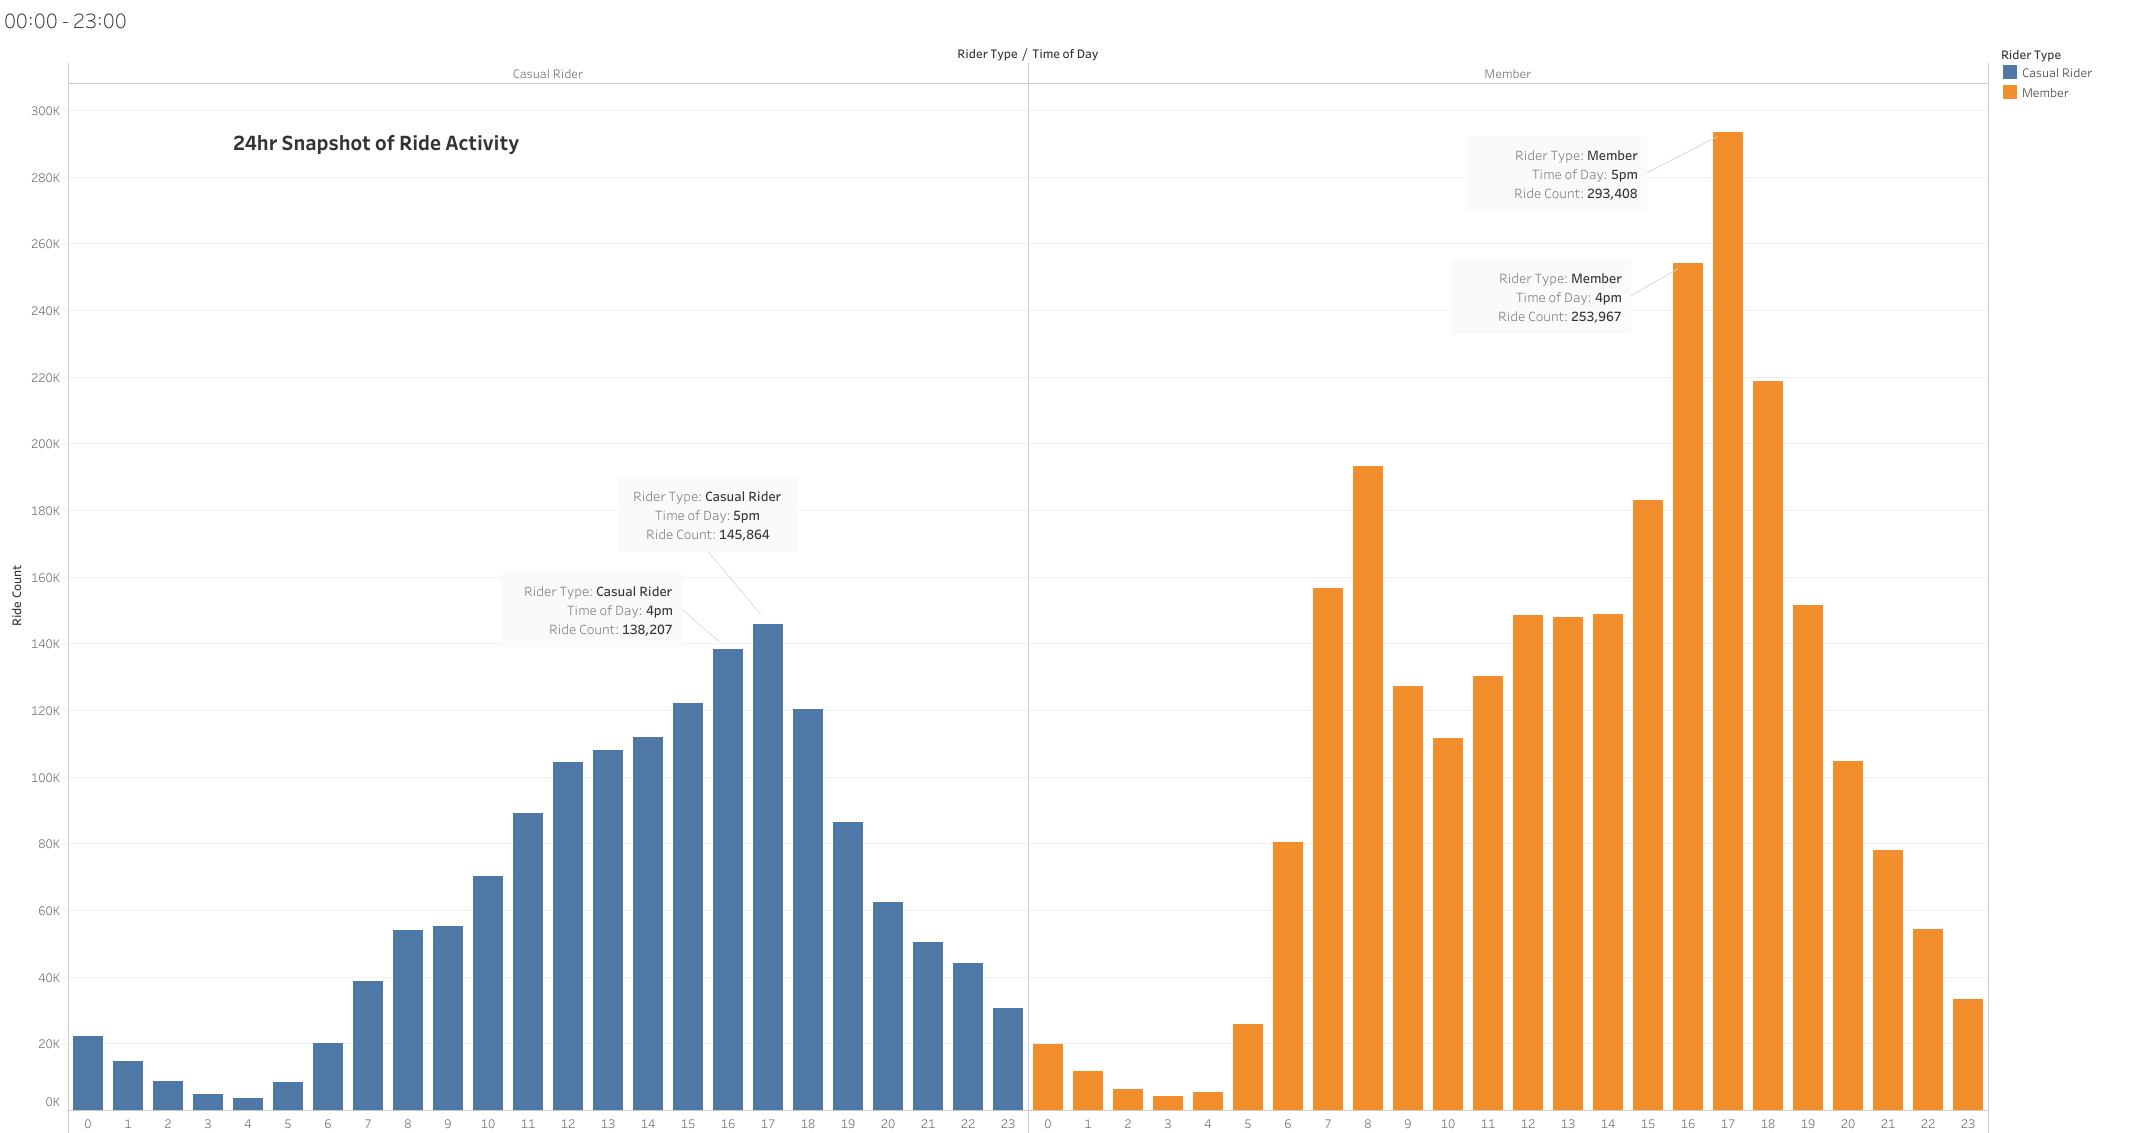 00:00 - 23:00
Rider Type / Time of Day
Casual Rider
Member
Rider Type
Casual Rider
Member
24hr Snapshot of Ride Activity
Ride Count
300K
280K
260K
240K
220K
200K
180K
160K
140K
120K
100K
80K
60K
40K
20K
0K
Rider Type: Casual Rider
Time of Day: 5pm
Ride Count: 145,864
Rider Type: Casual Rider
Time of Day: 4pm
Ride Count: 138,207
Rider Type: Member
Time of Day: 5pm
Ride Count: 293,408
Rider Type: Member
Time of Day: 4pm
Ride Count: 253,967
0 1 2 3 4 5 6 7 8 9 10 11 12 13 14 15 16 17 18 19 20 21 22 23
0 1 2 3 4 5 6 7 8 9 10 11 12 13 14 15 16 17 18 19 20 21 22 23